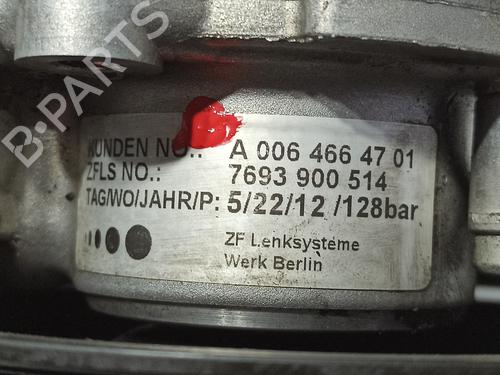 B-PARTS
KUNDEN NO.: A 006 466 47 01
ZFLS NO.: 7693 900 514
TAG/WO/JAHR/P: 5/22/12 /128bar
ZF Lenksysteme
Werk Berlin